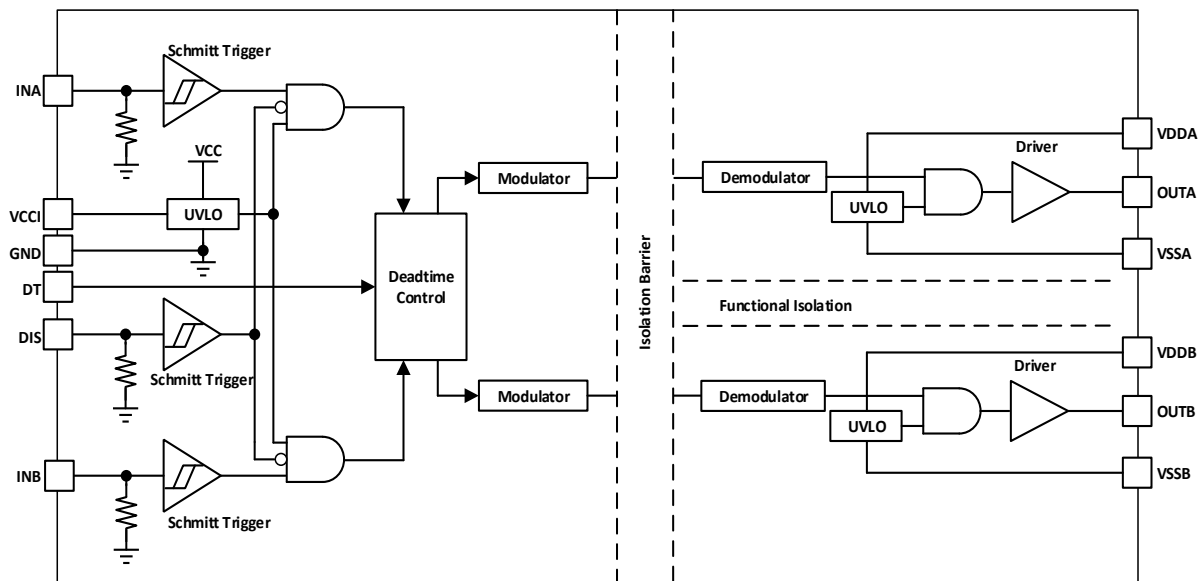 Schmitt Trigger
INA
VCC
VCCI
UVLO
GND
DT
DIS
Schmitt Trigger
INB
Schmitt Trigger
Deadtime
Control
Modulator
Modulator
Isolation Barrier
Demodulator
UVLO
Driver
VDDA
OUTA
VSSA
Functional Isolation
Demodulator
UVLO
Driver
VDDB
OUTB
VSSB